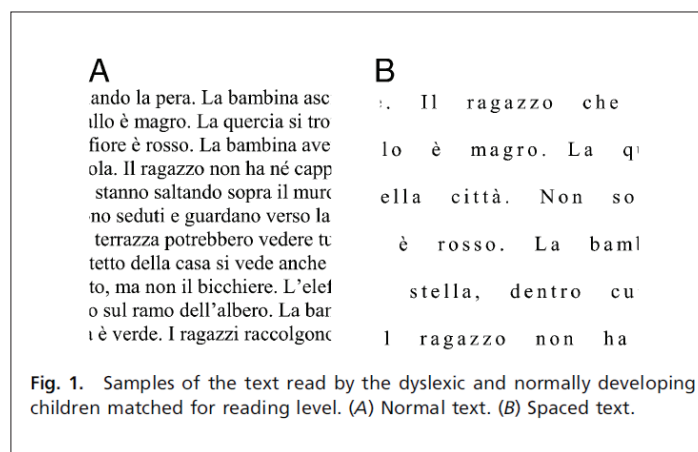 A
ando la pera. La bambina asc
illo è magro. La quercia si tro
fiore è rosso. La bambina ave
ola. Il ragazzo non ha né capp
stanno saltando sopra il muro
no seduti e guardano verso la
terrazza potrebbero vedere tu
tetto della casa si vede anche
to, ma non il bicchiere. L'elef
o sul ramo dell'albero. La bar
a è verde. I ragazzi raccolgono
B
. Il ragazzo che
lo è magro. La q
ella città. Non so
è rosso. La bamb
stella, dentro cu
l ragazzo non ha
Fig. 1. Samples of the text read by the dyslexic and normally developing
children matched for reading level. (A) Normal text. (B) Spaced text.